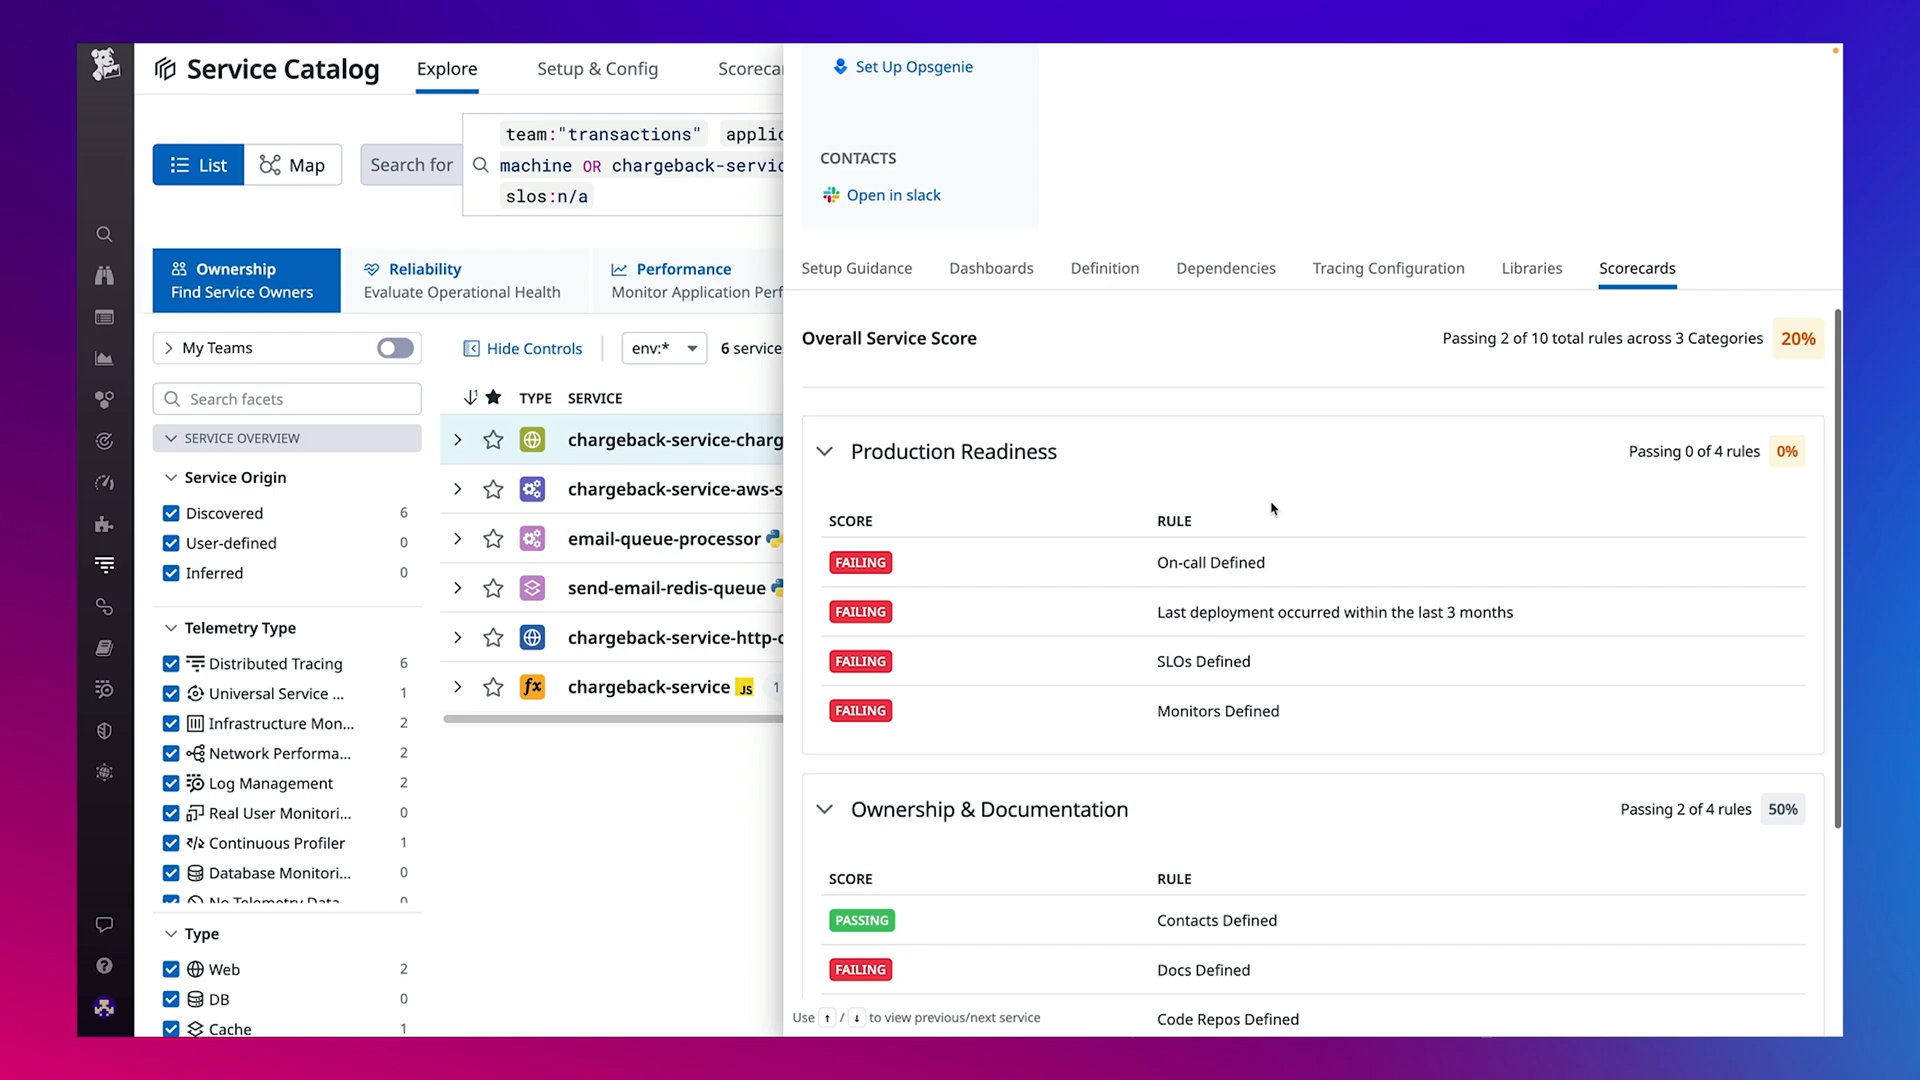 Service Catalog
Explore
Setup & Config
Scoreca
List
Map
Search for
team:"transactions" applic
machine OR chargeback-servic
slos:n/a
Ownership
Find Service Owners
Reliability
Evaluate Operational Health
Performance
Monitor Application Perf
My Teams
Search facets
SERVICE OVERVIEW
Service Origin
Discovered 6
User-defined 0
Inferred 0
Telemetry Type
Distributed Tracing 6
Universal Service ... 1
Infrastructure Mon... 2
Network Performa... 2
Log Management 2
Real User Monitori... 0
Continuous Profiler 1
Database Monitori... 0
No Telemetry Data 0
Type
Web 2
DB 0
Cache 1
Hide Controls
env:*
6 service
TYPE SERVICE
chargeback-service-charg
chargeback-service-aws-s
email-queue-processor
send-email-redis-queue
chargeback-service-http-c
fx chargeback-service JS 1
Set Up Opsgenie
CONTACTS
Open in slack
Setup Guidance
Dashboards
Definition
Dependencies
Tracing Configuration
Libraries
Scorecards
Overall Service Score
Passing 2 of 10 total rules across 3 Categories 20%
Production Readiness
Passing 0 of 4 rules 0%
SCORE RULE
FAILING On-call Defined
FAILING Last deployment occurred within the last 3 months
FAILING SLOs Defined
FAILING Monitors Defined
Ownership & Documentation
Passing 2 of 4 rules 50%
SCORE RULE
PASSING Contacts Defined
FAILING Docs Defined
Code Repos Defined
Use ↑ / ↓ to view previous/next service